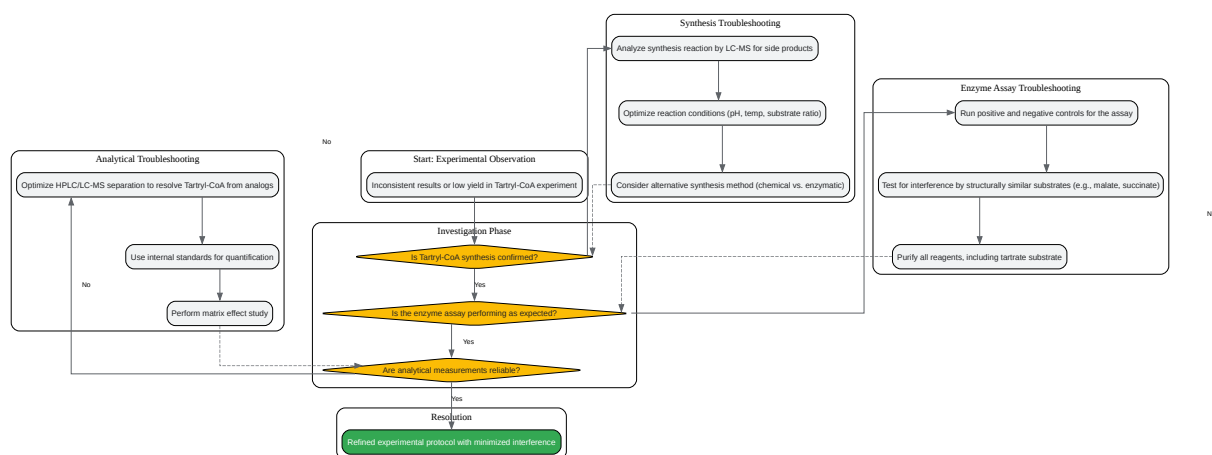 Synthesis Troubleshooting
Analyze synthesis reaction by LC-MS for side products
Optimize reaction conditions (pH, temp, substrate ratio)
Consider alternative synthesis method (chemical vs. enzymatic)
Enzyme Assay Troubleshooting
Run positive and negative controls for the assay
Test for interference by structurally similar substrates (e.g., malate, succinate)
Purify all reagents, including tartrate substrate
N
No
Analytical Troubleshooting
Optimize HPLC/LC-MS separation to resolve Tartryl-CoA from analogs
Use internal standards for quantification
No
Perform matrix effect study
Start: Experimental Observation
Inconsistent results or low yield in Tartryl-CoA experiment
Investigation Phase
Is Tartryl-CoA synthesis confirmed?
Yes
Is the enzyme assay performing as expected?
Yes
Are analytical measurements reliable?
Yes
Resolution
Refined experimental protocol with minimized interference